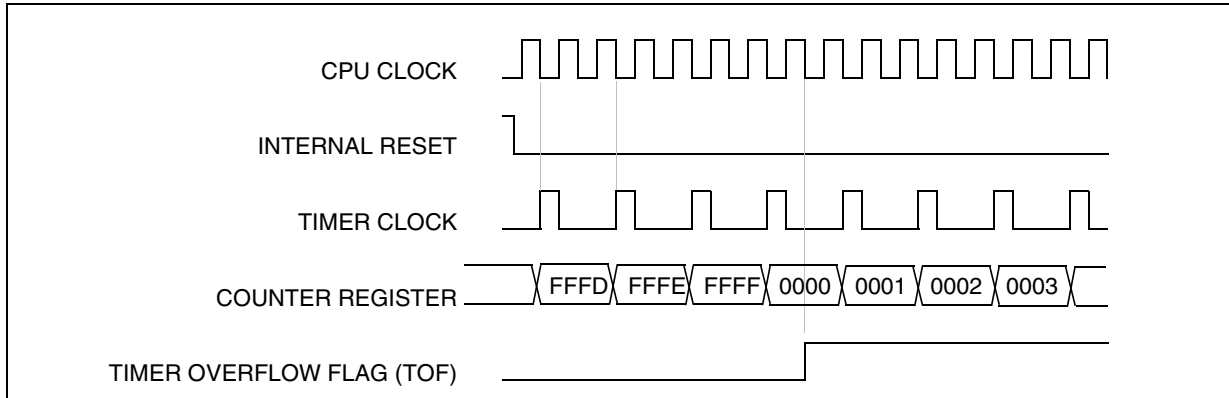 CPU CLOCK
INTERNAL RESET
TIMER CLOCK
COUNTER REGISTER
FFFD FFFE FFFF 0000 0001 0002 0003
TIMER OVERFLOW FLAG (TOF)